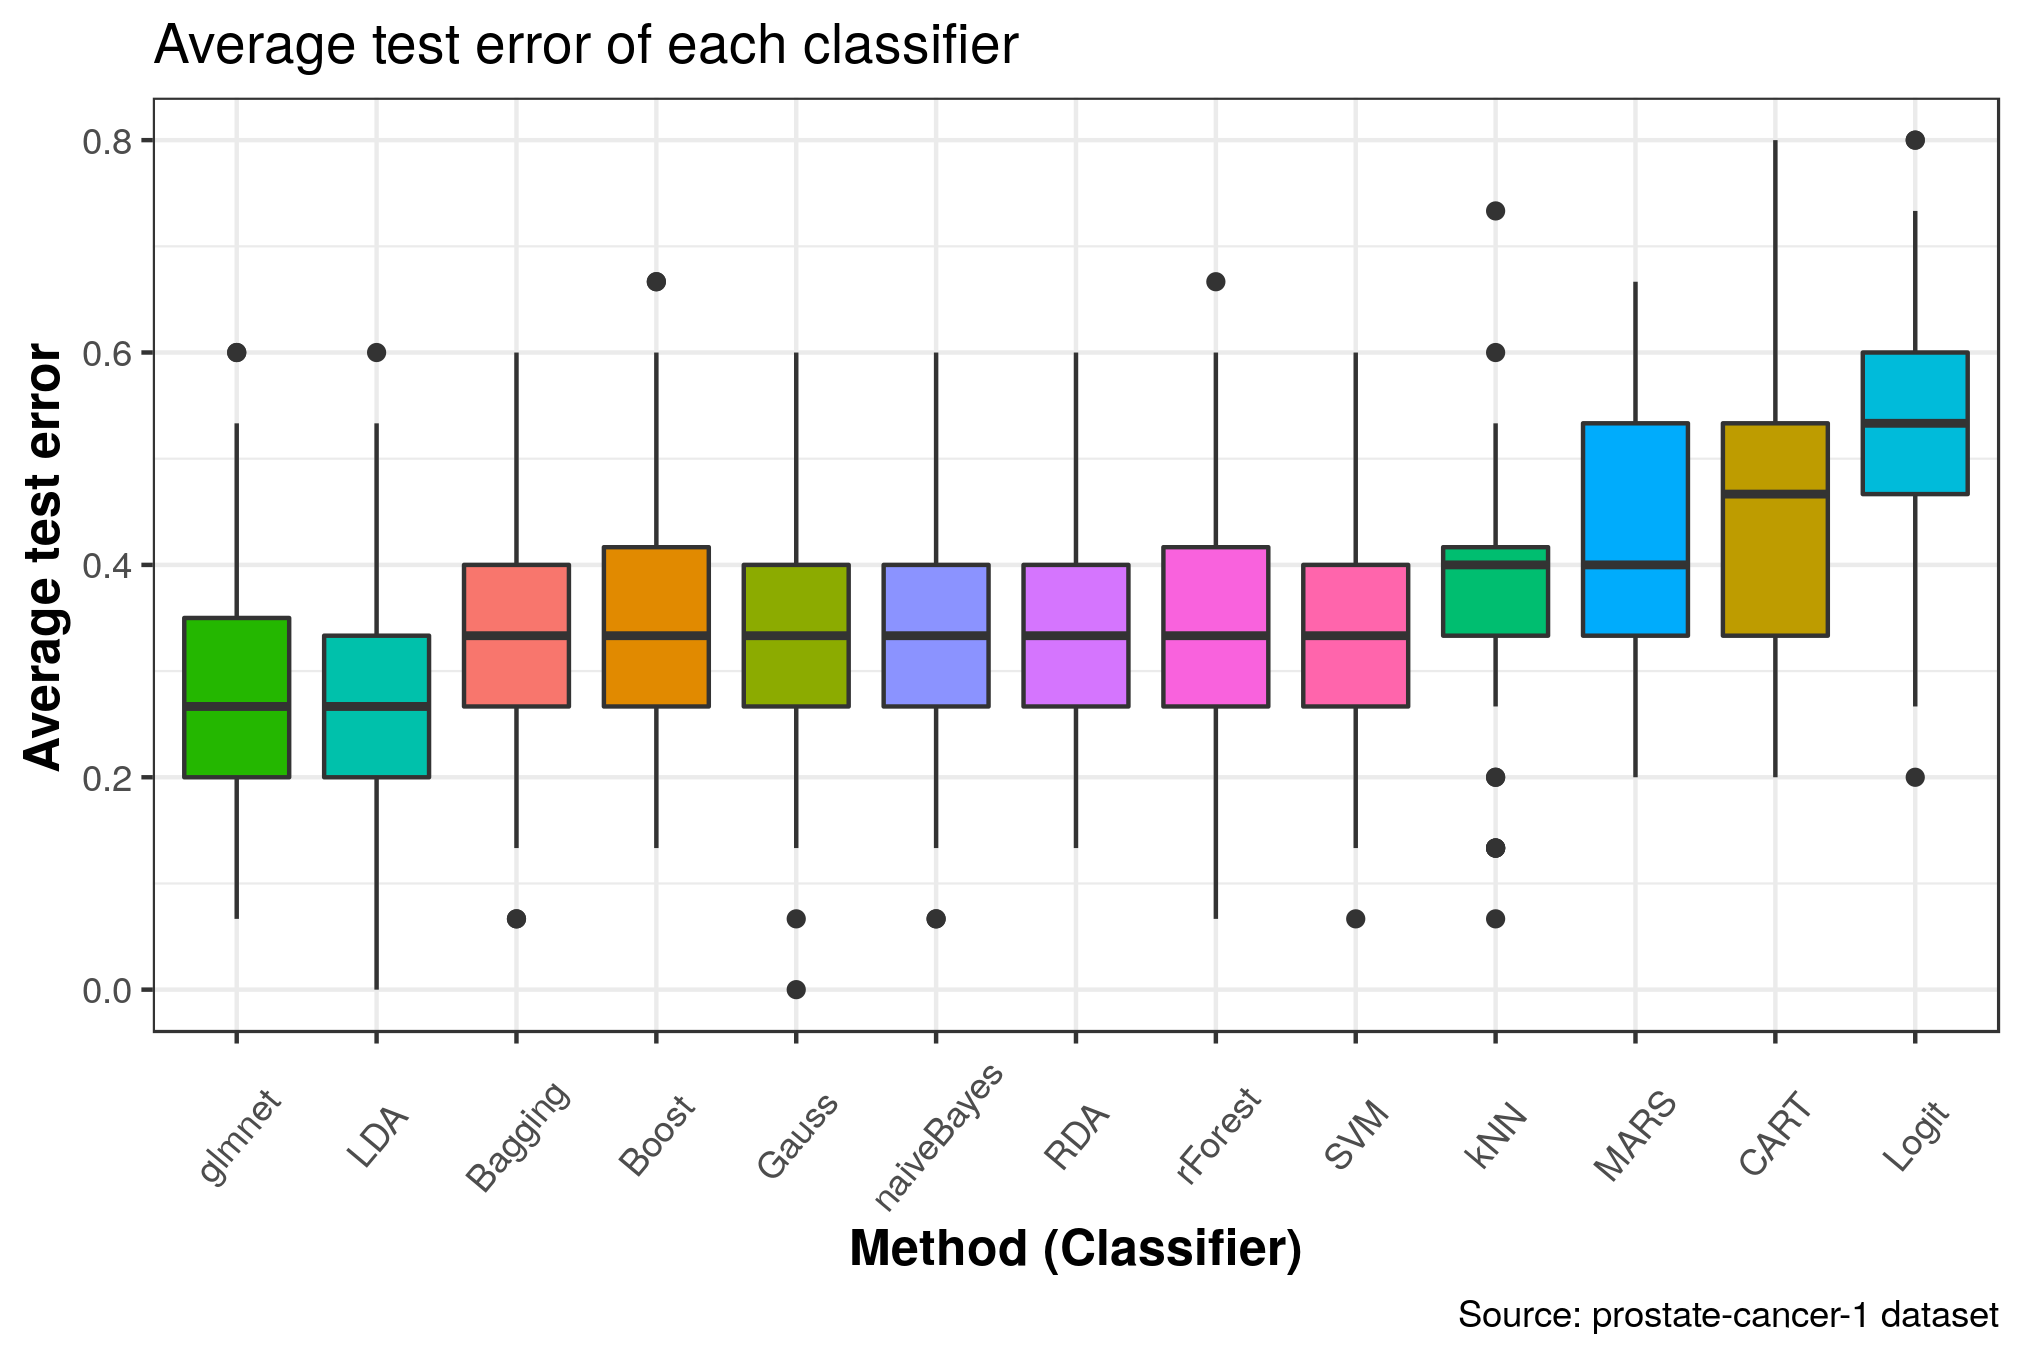 Average test error of each classifier
Average test error
0.8
0.6
0.4
0.2
0.0
glmnet
LDA
Bagging
Boost
Gauss
naiveBayes
RDA
rForest
SVM
kNN
MARS
CART
Logit
Method (Classifier)
Source: prostate-cancer-1 dataset